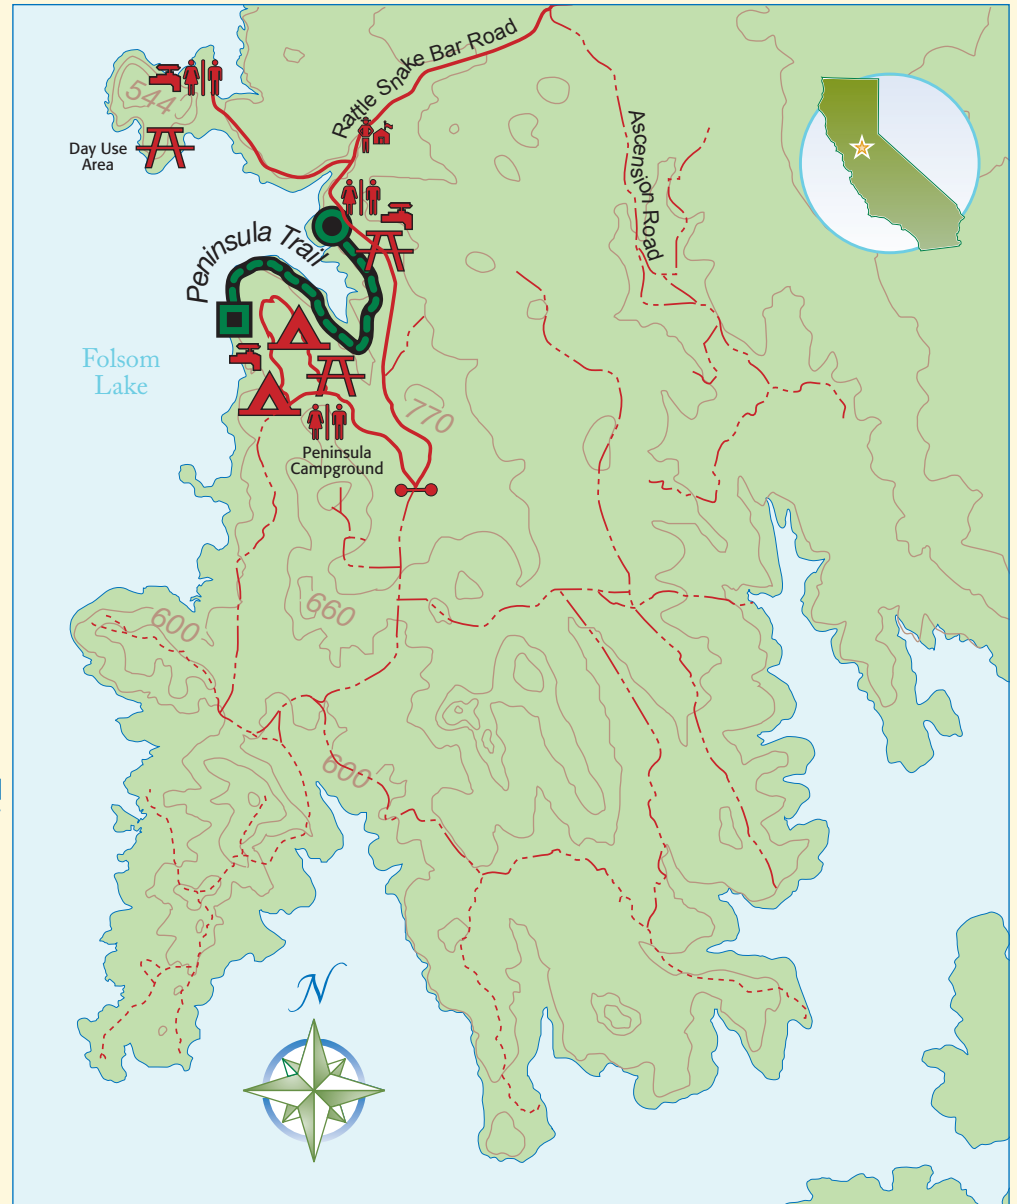 Rattle Snake Bar Road
544
Day Use
Area
Ascension Road
Peninsula Trail
Folsom
Lake
770
Peninsula
Campground
600
660
600
N